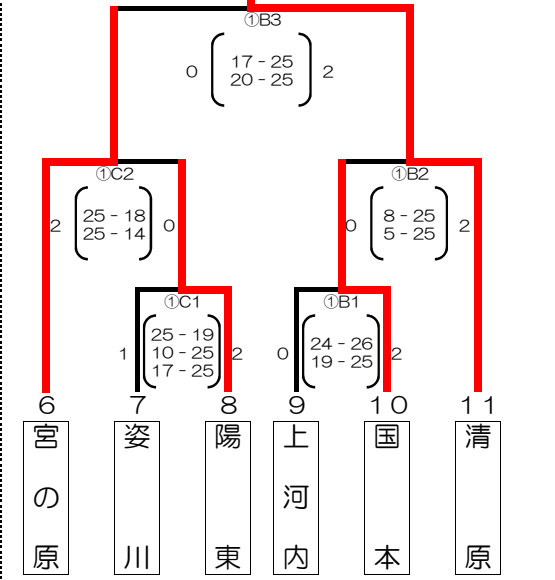 ①B3
0 17 - 25 2
20 - 25
①C2 ①B2
2 25 - 18 0 0 8 - 25 2
25 - 14 5 - 25
①C1 ①B1
1 25 - 19 2 0 24 - 26 2
10 - 25 19 - 25
17 - 25
6 7 8 9 10 11
宮の原
姿川
陽東
上河内
国本
清原